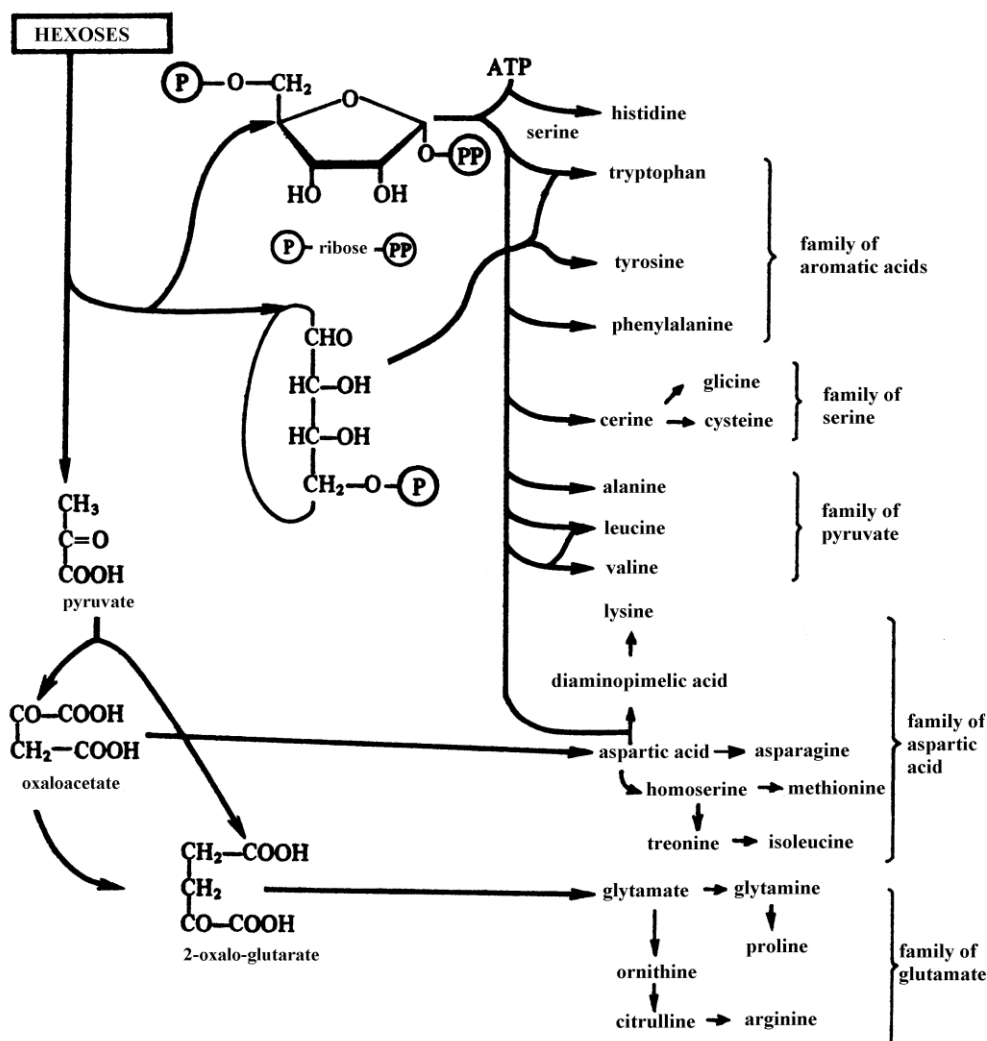 HEXOSES
P—O—CH₂
O
O—PP
HO OH
P – ribose – PP
ATP
histidine
serine
tryptophan
tyrosine
phenylalanine
family of
aromatic acids
CHO
HC—OH
HC—OH
CH₂—O—P
glicine
cerine
cysteine
family of
serine
alanine
leucine
valine
family of
pyruvate
CH₃
C=O
COOH
pyruvate
lysine
diaminopimelic acid
aspartic acid
asparagine
homoserine
methionine
treonine
isoleucine
family of
aspartic
acid
CO—COOH
CH₂—COOH
oxaloacetate
CH₂—COOH
CH₂
CO—COOH
2-oxalo-glutarate
glytamate
glytamine
proline
ornithine
citrulline
arginine
family of
glutamate